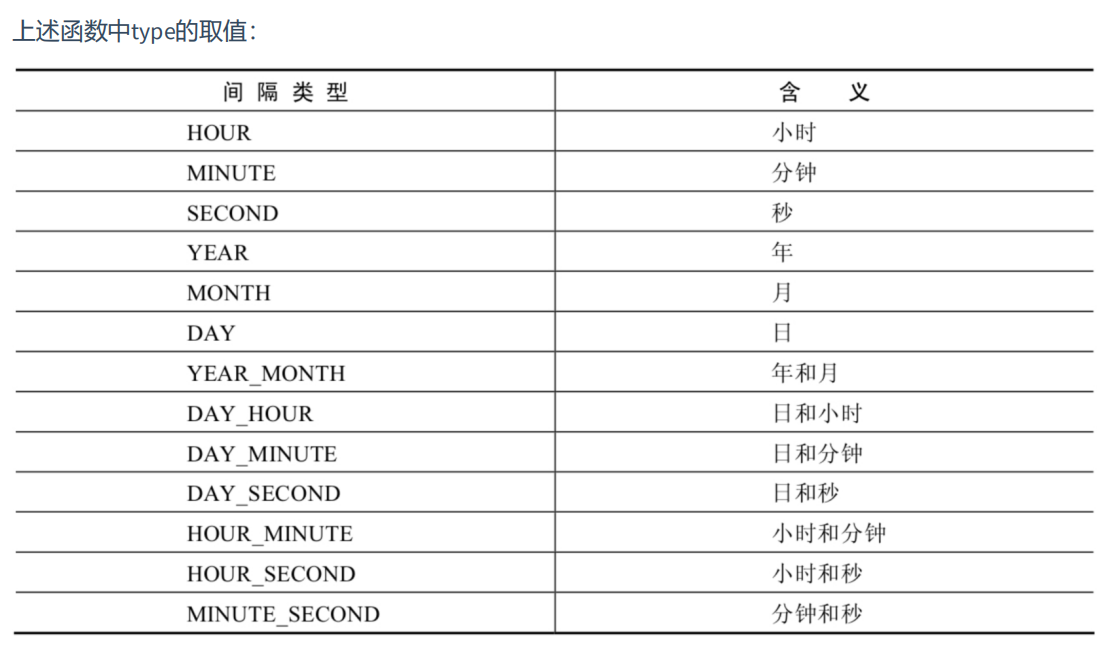 上述函数中type的取值：
间 隔 类 型 含 义
HOUR 小时
MINUTE 分钟
SECOND 秒
YEAR 年
MONTH 月
DAY 日
YEAR_MONTH 年和月
DAY_HOUR 日和小时
DAY_MINUTE 日和分钟
DAY_SECOND 日和秒
HOUR_MINUTE 小时和分钟
HOUR_SECOND 小时和秒
MINUTE_SECOND 分钟和秒